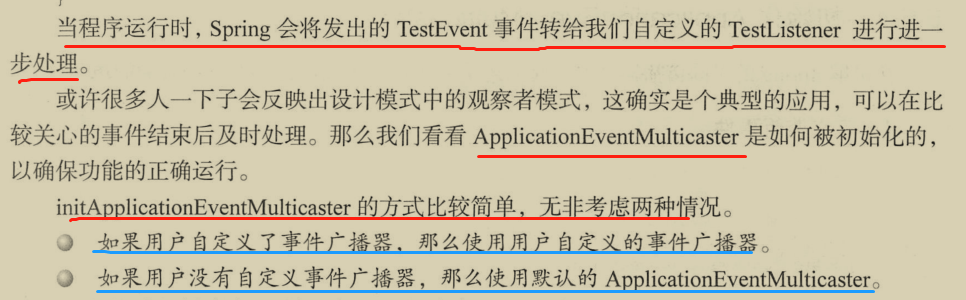 当程序运行时，Spring 会将发出的 TestEvent 事件转给我们自定义的 TestListener 进行进一
步处理。
或许很多人一下子会反映出设计模式中的观察者模式，这确实是个典型的应用，可以在比
较关心的事件结束后及时处理。那么我们看看 ApplicationEventMulticaster 是如何被初始化的，
以确保功能的正确运行。
initApplicationEventMulticaster 的方式比较简单，无非考虑两种情况。
如果用户自定义了事件广播器，那么使用用户自定义的事件广播器。
如果用户没有自定义事件广播器，那么使用默认的 ApplicationEventMulticaster。